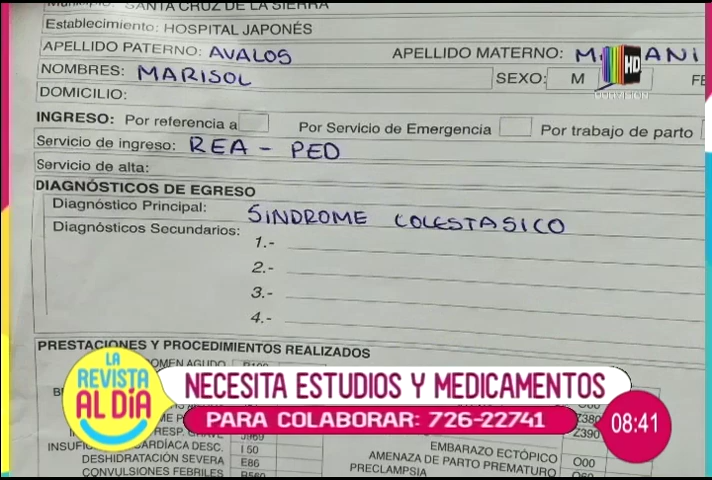 SANTA CRUZ DE LA SIERRA
Establecimiento: HOSPITAL JAPONÉS
APELLIDO PATERNO: AVALOS APELLIDO MATERNO:
NOMBRES: MARISOL SEXO: M
HD
DOMICILIO:
INGRESO: Por referencia a Por Servicio de Emergencia Por trabajo de parto
Servicio de ingreso: REA - PED
Servicio de alta:
DIAGNÓSTICOS DE EGRESO
Diagnóstico Principal: SINDROME COLESTASICO
Diagnósticos Secundarios: 1.-
2.-
3.-
4.-
PRESTACIONES Y PROCEDIMIENTOS REALIZADOS
LA REVISTA AL DÍA
NECESITA ESTUDIOS Y MEDICAMENTOS
PARA COLABORAR: 726-22741
08:41
Z390
CARDÍACA DESC. I 50
DESHIDRATACIÓN SEVERA E86
CONVULSIONES FEBRILES
EMBARAZO ECTÓPICO O00
AMENAZA DE PARTO PREMATURO
PRECLAMPSIA